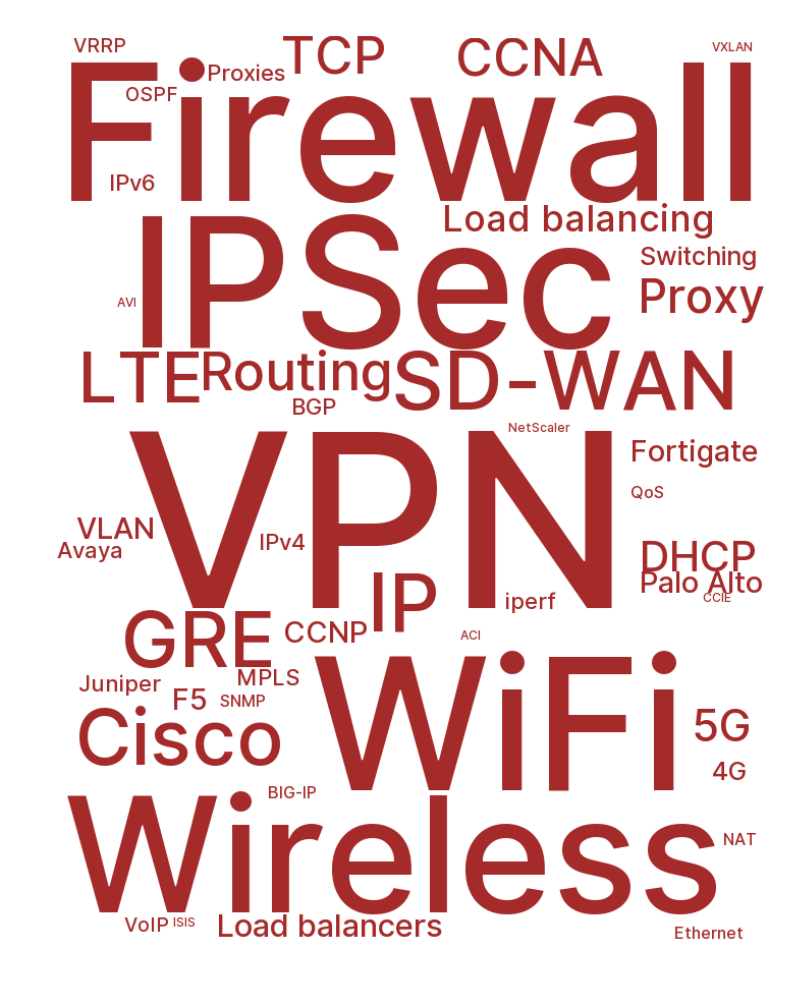 VRRP
TCP
CCNA
VXLAN
Firewall
Proxies
OSPF
IPv6
Load balancing
IPSec
Switching
Proxy
AVI
LTE
Routing
SD-WAN
BGP
NetScaler
VPN
Fortigate
QoS
VLAN
Avaya
IPv4
DHCP
Palo Alto
CCIE
IP
iperf
GRE
CCNP
ACI
MPLS
Juniper
F5
SNMP
WiFi
Cisco
5G
4G
BIG-IP
Wireless
NAT
VoIP
ISIS
Load balancers
Ethernet